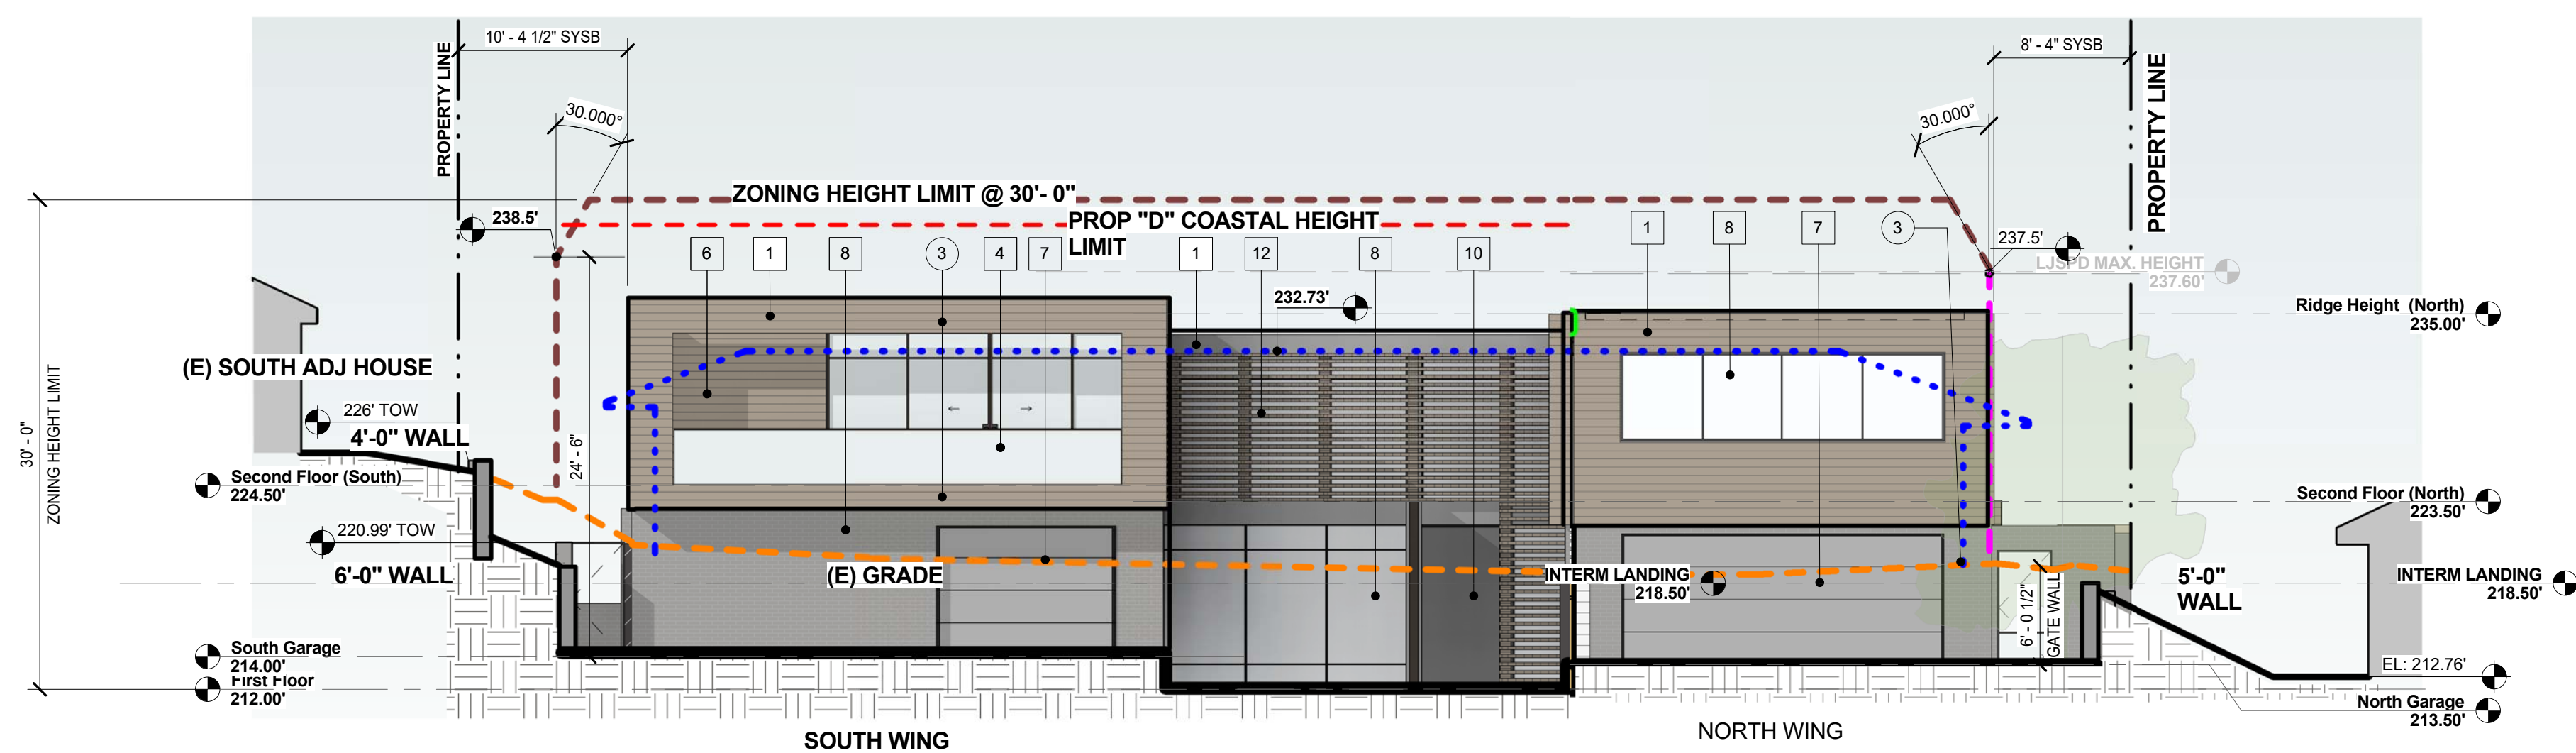 10' - 4 1/2" SYSB
8' - 4" SYSB
PROPERTY LINE
PROPERTY LINE
30.000°
30.000°
ZONING HEIGHT LIMIT @ 30'- 0"
238.5'
PROP "D" COASTAL HEIGHT
LIMIT
237.5'
LJSPD MAX. HEIGHT
237.60'
6
1
8
3
4
7
1
12
8
10
1
8
7
3
232.73'
Ridge Height (North)
235.00'
(E) SOUTH ADJ HOUSE
30' - 0"
ZONING HEIGHT LIMIT
226' TOW
4'-0" WALL
24' - 6"
Second Floor (South)
224.50'
Second Floor (North)
223.50'
220.99' TOW
6'-0" WALL
(E) GRADE
INTERM LANDING
218.50'
5'-0"
WALL
INTERM LANDING
218.50'
6' - 0 1/2"
GATE WALL
South Garage
214.00'
First Floor
212.00'
EL: 212.76'
North Garage
213.50'
SOUTH WING
NORTH WING